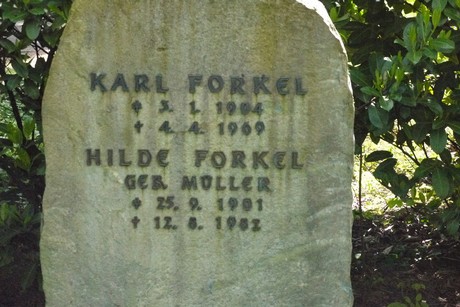 KARL FORKEL
* 3. 1. 1904
† 4. 4. 1969
HILDE FORKEL
GEB. MÜLLER
* 25. 9. 1901
† 12. 8. 1982